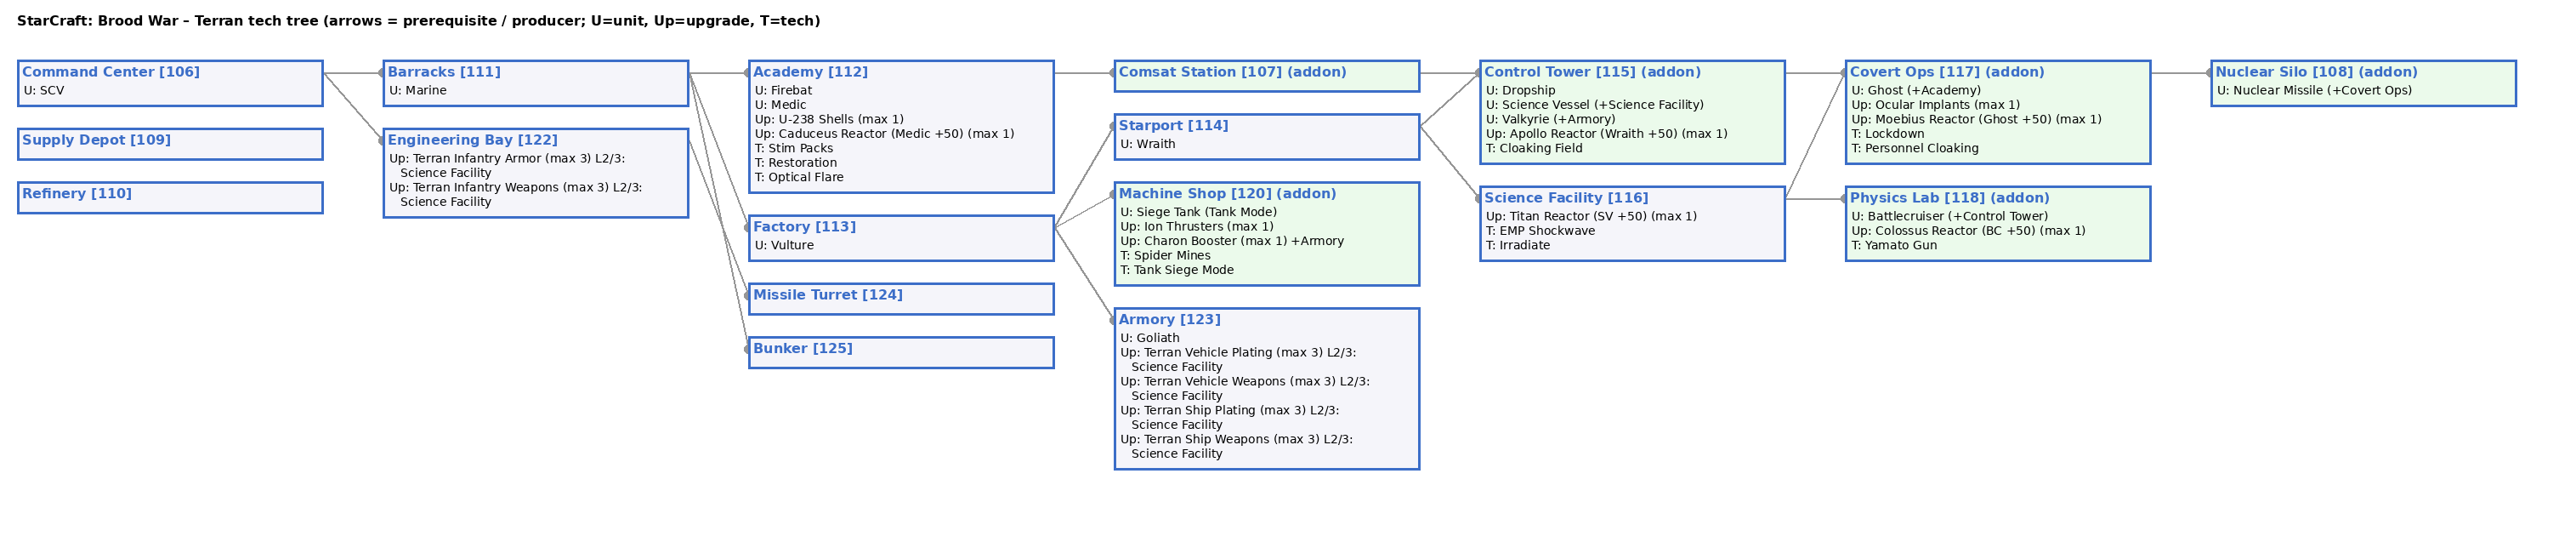 StarCraft: Brood War – Terran tech tree (arrows = prerequisite / producer; U=unit, Up=upgrade, T=tech)
Command Center [106]
U: SCV
Supply Depot [109]
Refinery [110]
Barracks [111]
U: Marine
Engineering Bay [122]
Up: Terran Infantry Armor (max 3) L2/3:
Science Facility
Up: Terran Infantry Weapons (max 3) L2/3:
Science Facility
Academy [112]
U: Firebat
U: Medic
Up: U-238 Shells (max 1)
Up: Caduceus Reactor (Medic +50) (max 1)
T: Stim Packs
T: Restoration
T: Optical Flare
Factory [113]
U: Vulture
Missile Turret [124]
Bunker [125]
Comsat Station [107] (addon)
Starport [114]
U: Wraith
Machine Shop [120] (addon)
U: Siege Tank (Tank Mode)
Up: Ion Thrusters (max 1)
Up: Charon Booster (max 1) +Armory
T: Spider Mines
T: Tank Siege Mode
Armory [123]
U: Goliath
Up: Terran Vehicle Plating (max 3) L2/3:
Science Facility
Up: Terran Vehicle Weapons (max 3) L2/3:
Science Facility
Up: Terran Ship Plating (max 3) L2/3:
Science Facility
Up: Terran Ship Weapons (max 3) L2/3:
Science Facility
Control Tower [115] (addon)
U: Dropship
U: Science Vessel (+Science Facility)
U: Valkyrie (+Armory)
Up: Apollo Reactor (Wraith +50) (max 1)
T: Cloaking Field
Science Facility [116]
Up: Titan Reactor (SV +50) (max 1)
T: EMP Shockwave
T: Irradiate
Covert Ops [117] (addon)
U: Ghost (+Academy)
Up: Ocular Implants (max 1)
Up: Moebius Reactor (Ghost +50) (max 1)
T: Lockdown
T: Personnel Cloaking
Physics Lab [118] (addon)
U: Battlecruiser (+Control Tower)
Up: Colossus Reactor (BC +50) (max 1)
T: Yamato Gun
Nuclear Silo [108] (addon)
U: Nuclear Missile (+Covert Ops)